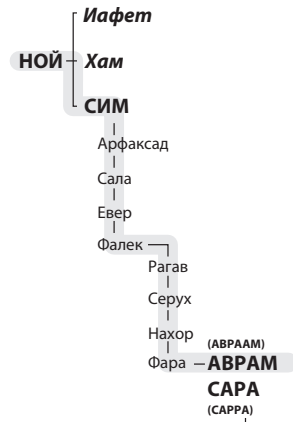 Иафет
НОЙ Хам
СИМ
Арфаксад
Сала
Евер
Фалек
Рагав
Серух
Нахор
(АВРААМ)
Фара АВРАМ
САРА
(САРРА)